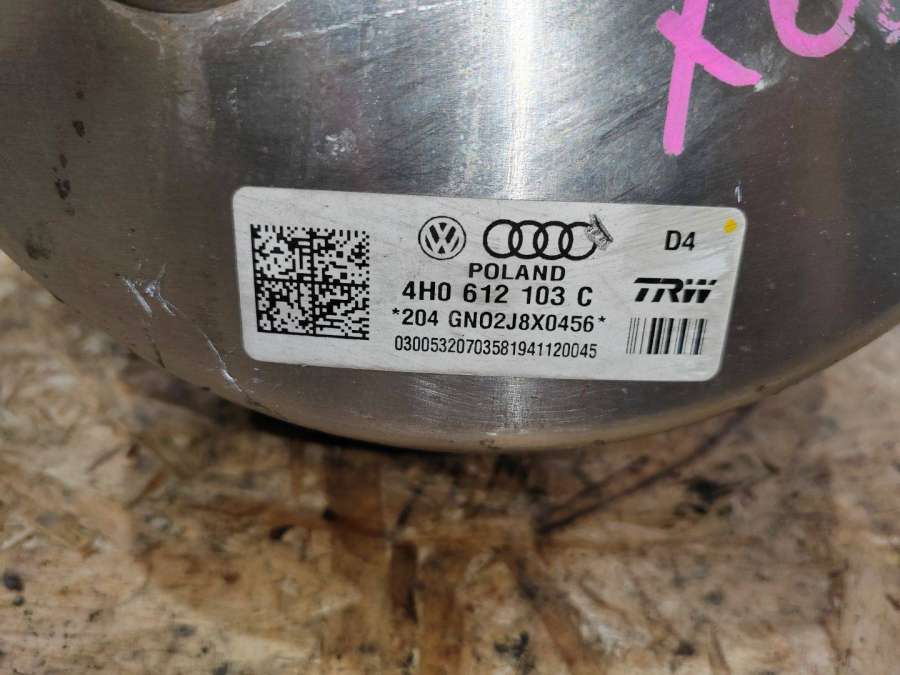 D4
POLAND
4H0 612 103 C
TRW
*204 GN02J8X0456*
03005320703581941120045